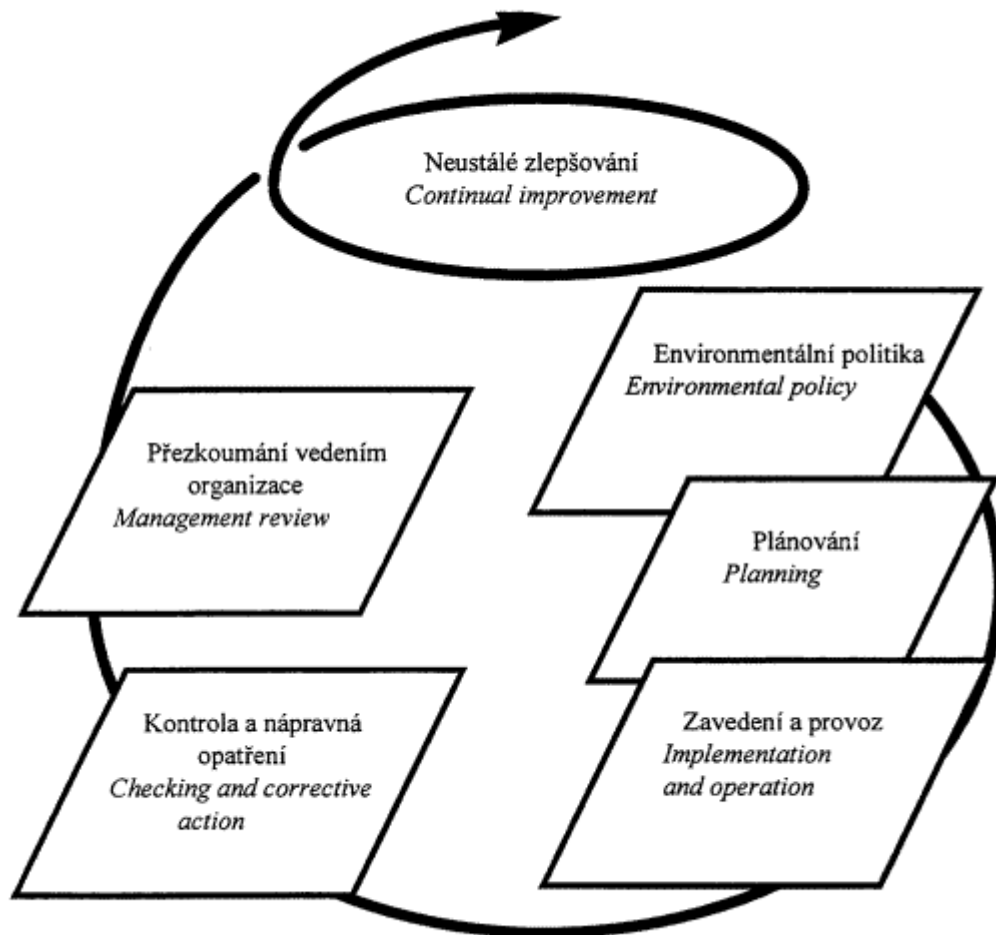 Neustálé zlepšování
Continual improvement
Environmentální politika
Environmental policy
Plánování
Planning
Zavedení a provoz
Implementation
and operation
Kontrola a nápravná
opatření
Checking and corrective
action
Přezkoumání vedením
organizace
Management review